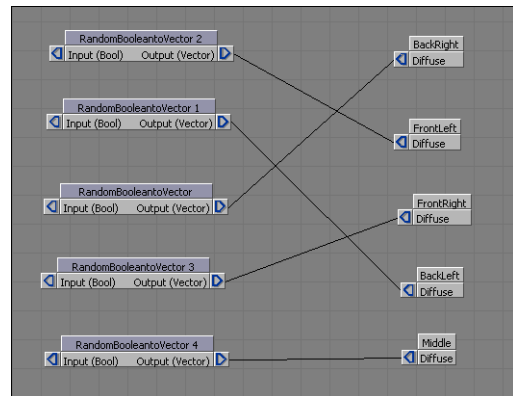 RandomBooleantoVector 2
Input (Bool) Output (Vector)
RandomBooleantoVector 1
Input (Bool) Output (Vector)
RandomBooleantoVector
Input (Bool) Output (Vector)
RandomBooleantoVector 3
Input (Bool) Output (Vector)
RandomBooleantoVector 4
Input (Bool) Output (Vector)
BackRight
Diffuse
FrontLeft
Diffuse
FrontRight
Diffuse
BackLeft
Diffuse
Middle
Diffuse